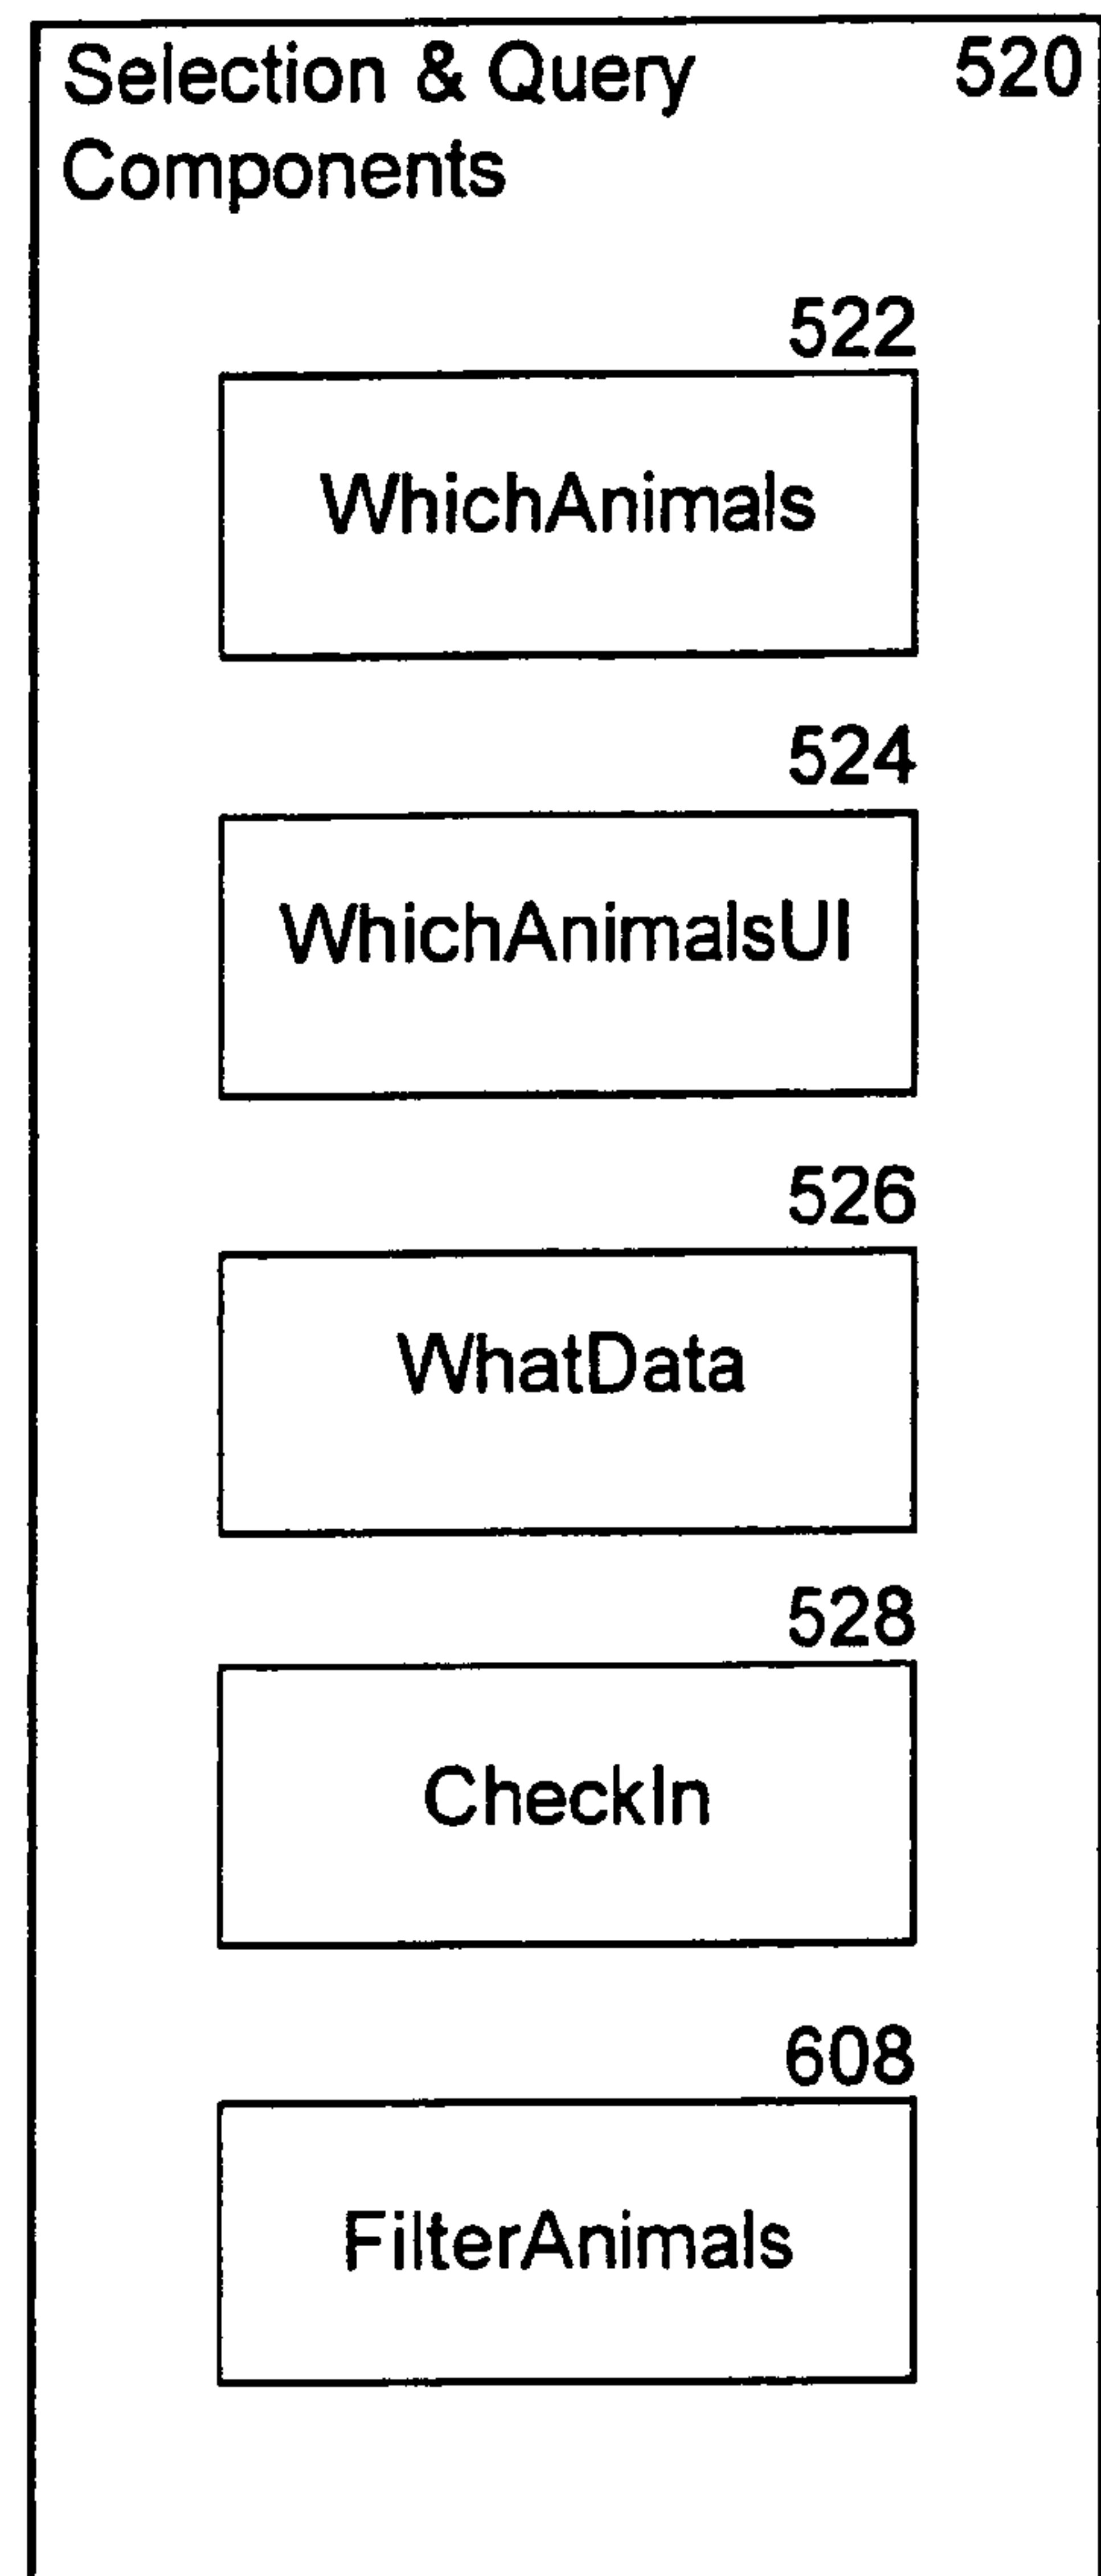 Selection & Query 520
Components
522
WhichAnimals
524
WhichAnimalsUI
526
WhatData
528
CheckIn
608
FilterAnimals